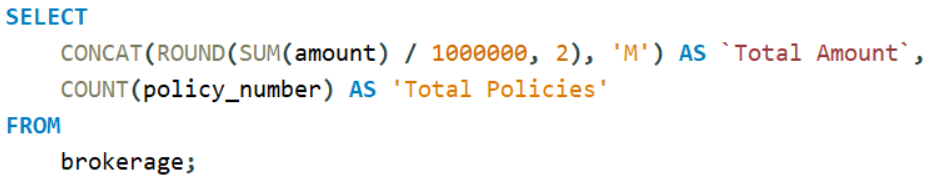 SELECT
    CONCAT(ROUND(SUM(amount) / 1000000, 2), 'M') AS `Total Amount`,
    COUNT(policy_number) AS 'Total Policies'
FROM
    brokerage;